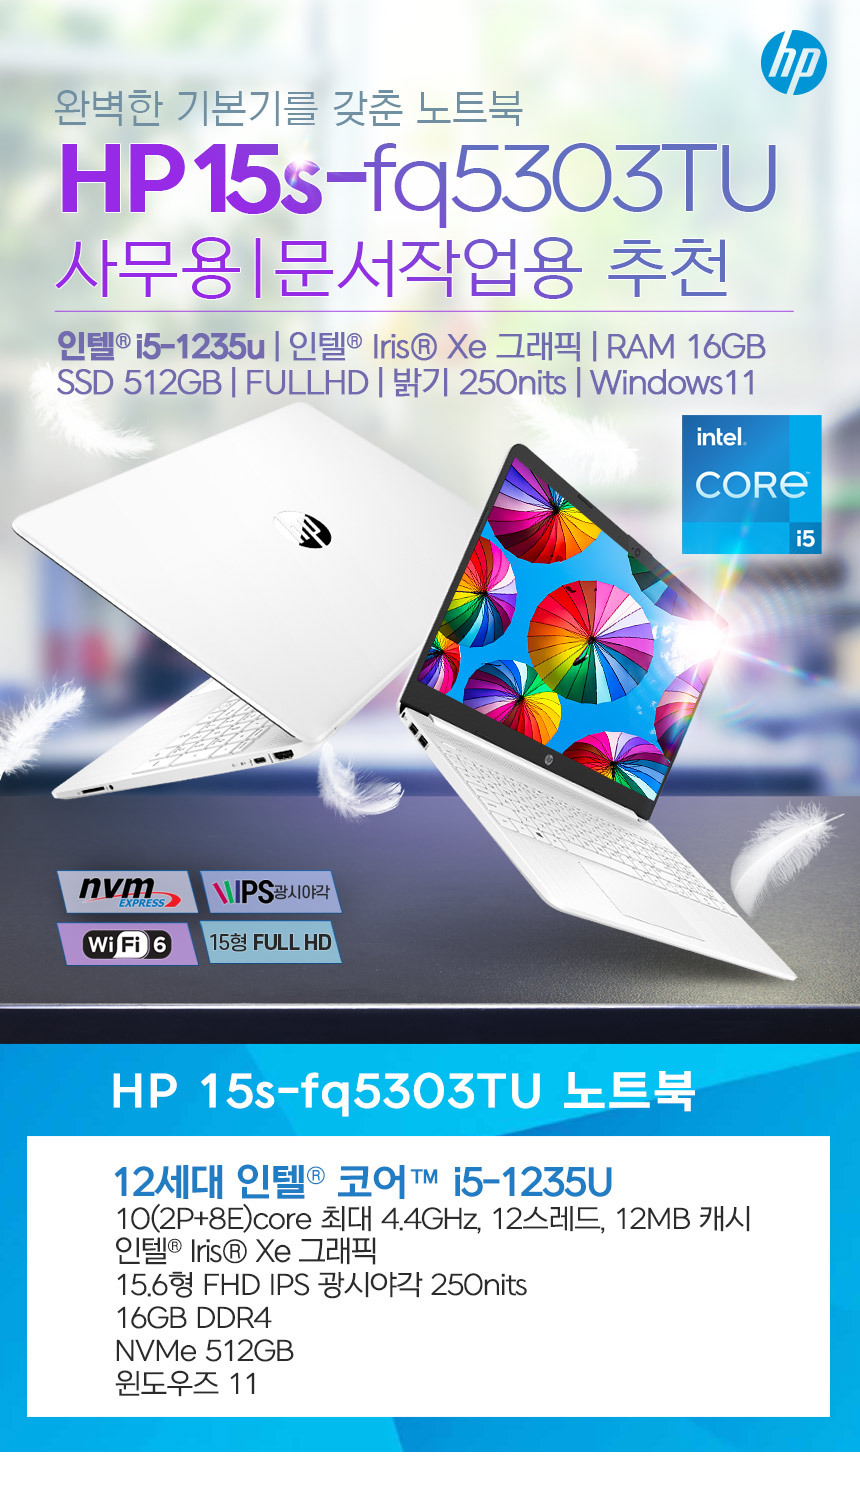 hp
완벽한 기본기를 갖춘 노트북
HP 15s-fq5303TU
사무용|문서작업용 추천
인텔® i5-1235u | 인텔® Iris® Xe 그래픽 | RAM 16GB
SSD 512GB | FULLHD | 밝기 250nits | Windows11
intel.
CORE™
i5
nvm
EXPRESS
IPS광시야각
WiFi 6
15형 FULL HD
HP 15s-fq5303TU 노트북
12세대 인텔® 코어™ i5-1235U
10(2P+8E)core 최대 4.4GHz, 12스레드, 12MB 캐시
인텔® Iris® Xe 그래픽
15.6형 FHD IPS 광시야각 250nits
16GB DDR4
NVMe 512GB
윈도우즈 11